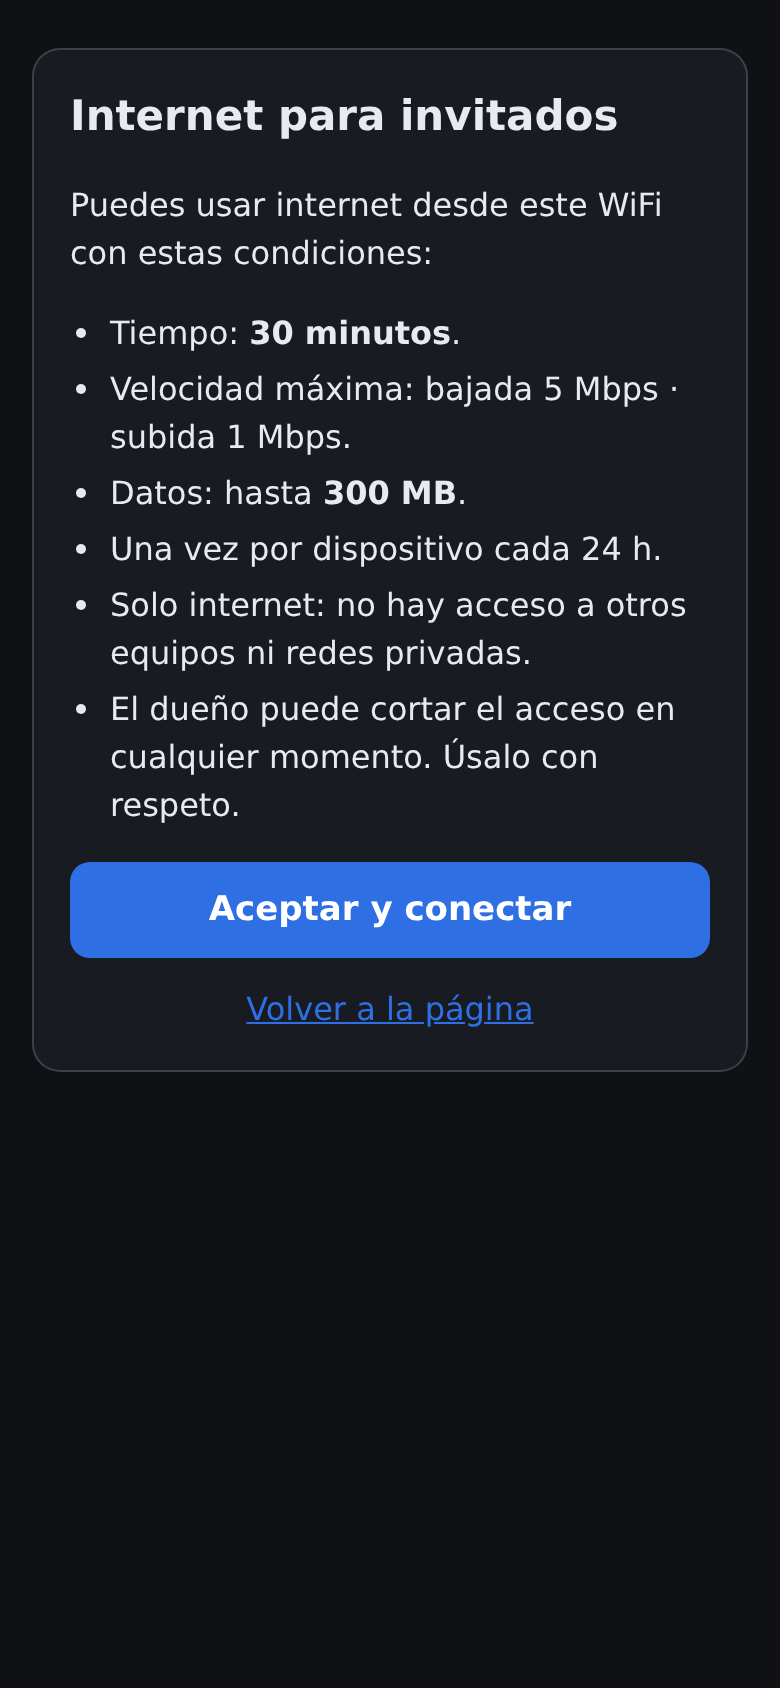 Internet para invitados
Puedes usar internet desde este WiFi
con estas condiciones:
• Tiempo: 30 minutos.
• Velocidad máxima: bajada 5 Mbps ·
subida 1 Mbps.
• Datos: hasta 300 MB.
• Una vez por dispositivo cada 24 h.
• Solo internet: no hay acceso a otros
equipos ni redes privadas.
• El dueño puede cortar el acceso en
cualquier momento. Úsalo con
respeto.
Aceptar y conectar
Volver a la página